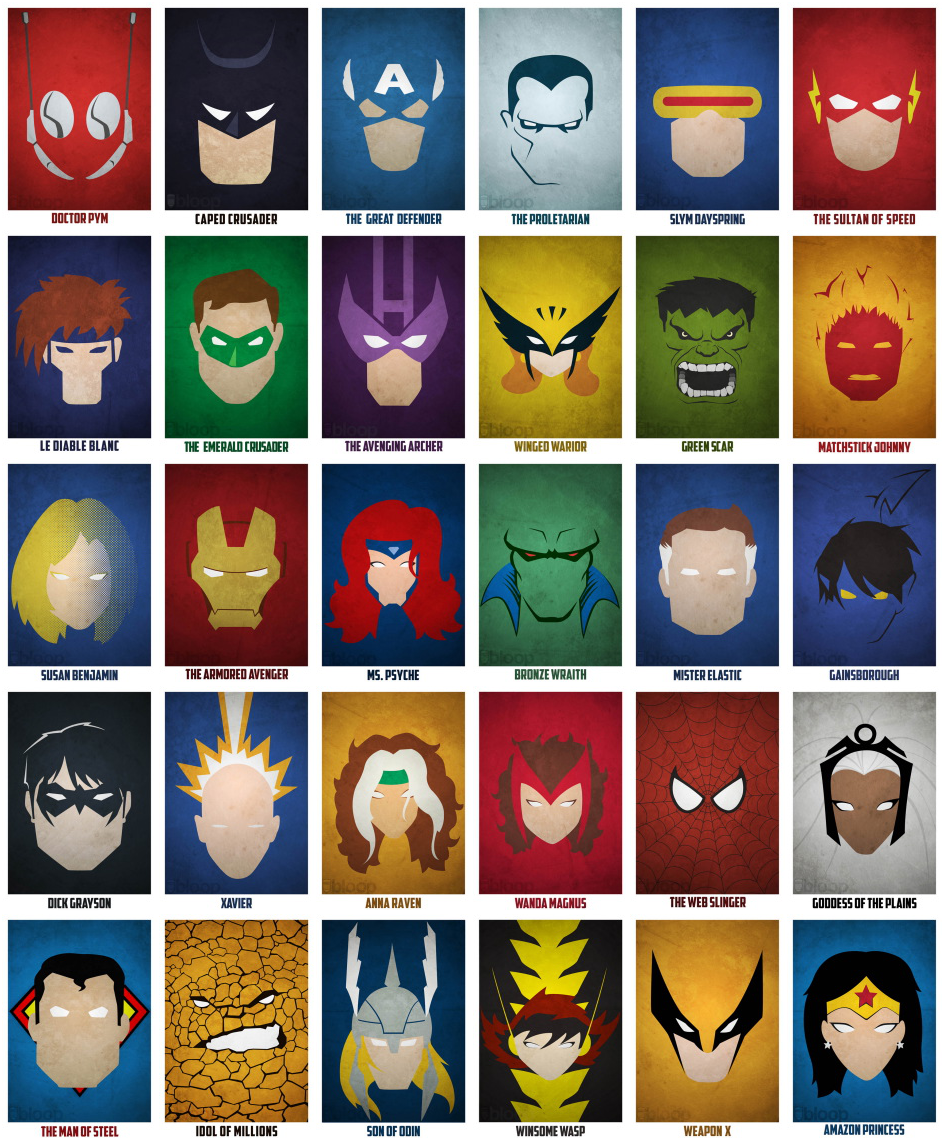 A
DOCTOR PYM
CAPED CRUSADER
THE GREAT DEFENDER
THE PROLETARIAN
SLYM DAYSPRING
THE SULTAN OF SPEED
LE DIABLE BLANC
THE EMERALD CRUSADER
THE AVENGING ARCHER
WINGED WARIOR
GREEN SCAR
MATCHSTICK JOHNNY
SUSAN BENJAMIN
THE ARMORED AVENGER
MS. PSYCHE
BRONZE WRAITH
MISTER ELASTIC
GAINSBOROUGH
DICK GRAYSON
XAVIER
ANNA RAVEN
WANDA MAGNUS
THE WEB SLINGER
GODDESS OF THE PLAINS
THE MAN OF STEEL
IDOL OF MILLIONS
SON OF ODIN
WINSOME WASP
WEAPON X
AMAZON PRINCESS